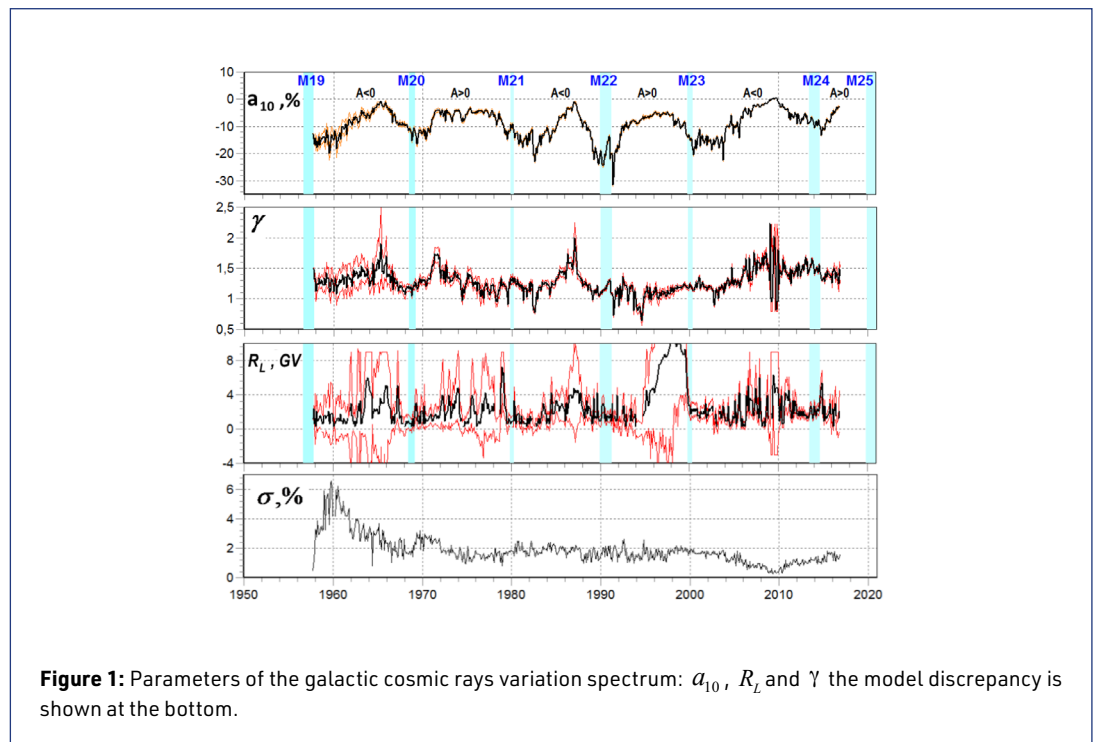 M19 M20 M21 M22 M23 M24 M25
A<0 A>0 A<0 A>0 A<0 A>0
a10 ,%
10
0
-10
-20
-30
γ
2,5
2
1,5
1
0,5
RL , GV
8
4
0
-4
σ,%
6
4
2
0
1950 1960 1970 1980 1990 2000 2010 2020
Figure 1: Parameters of the galactic cosmic rays variation spectrum: a10 , RL and γ the model discrepancy is
shown at the bottom.